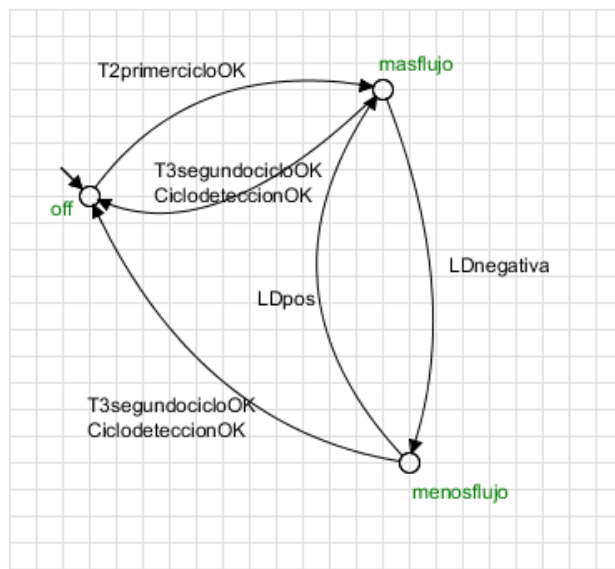 masflujo
T2primercicloOK
T3segundocicloOK
CiclodeteccionOK
off
LDnegativa
LDpos
T3segundocicloOK
CiclodeteccionOK
menosflujo